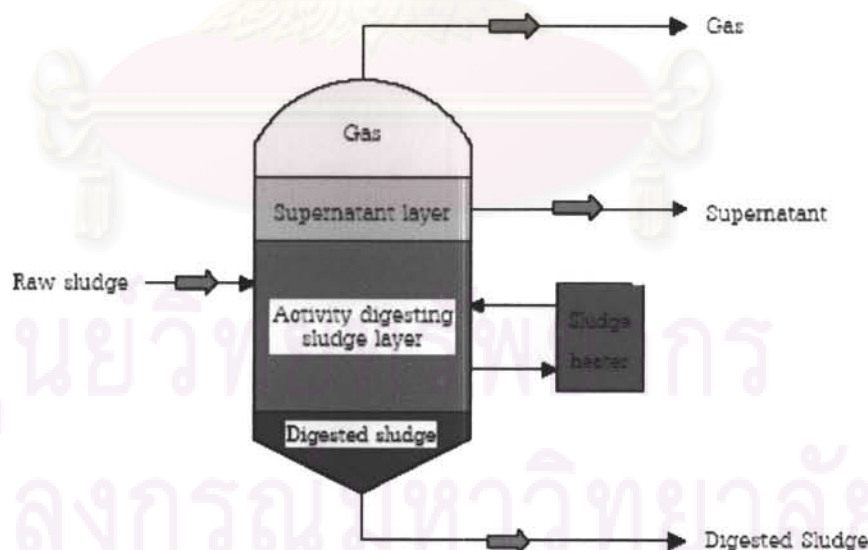 Gas
Gas
Supernatant layer
Supernatant
Raw sludge
Activity digesting
sludge layer
Sludge
heater
Digested sludge
Digested Sludge